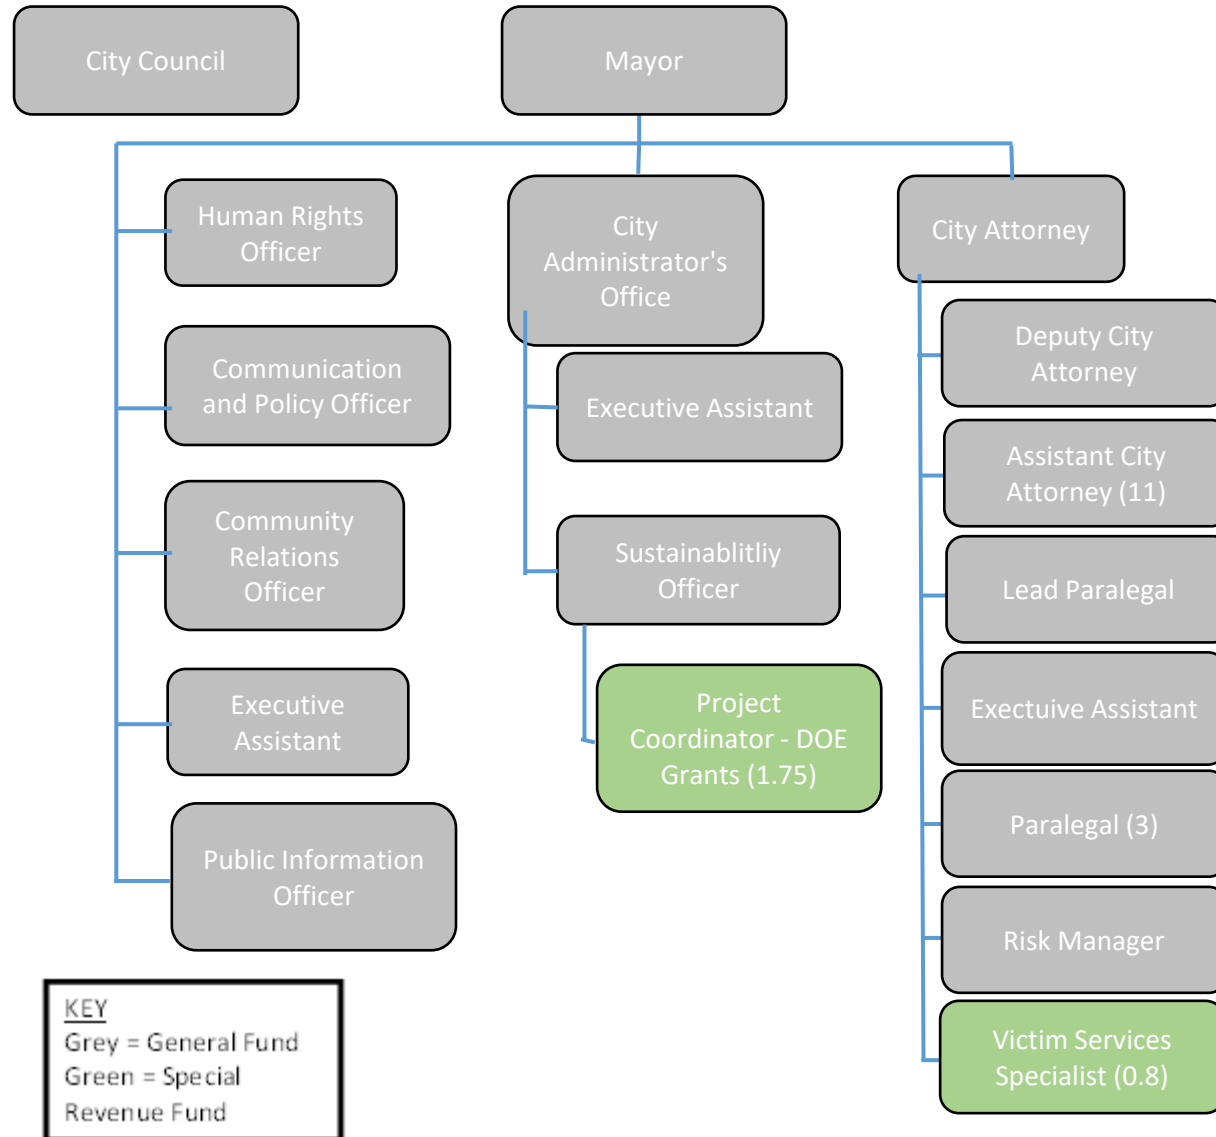 City Council
Mayor
Human Rights
Officer
City
Administrator's
Office
City Attorney
Communication
and Policy Officer
Executive Assistant
Deputy City
Attorney
Assistant City
Attorney (11)
Community
Relations
Officer
Sustainablitliy
Officer
Lead Paralegal
Executive
Assistant
Project
Coordinator - DOE
Grants (1.75)
Exectuive Assistant
Paralegal (3)
Public Information
Officer
Risk Manager
Victim Services
Specialist (0.8)
KEY
Grey = General Fund
Green = Special
Revenue Fund